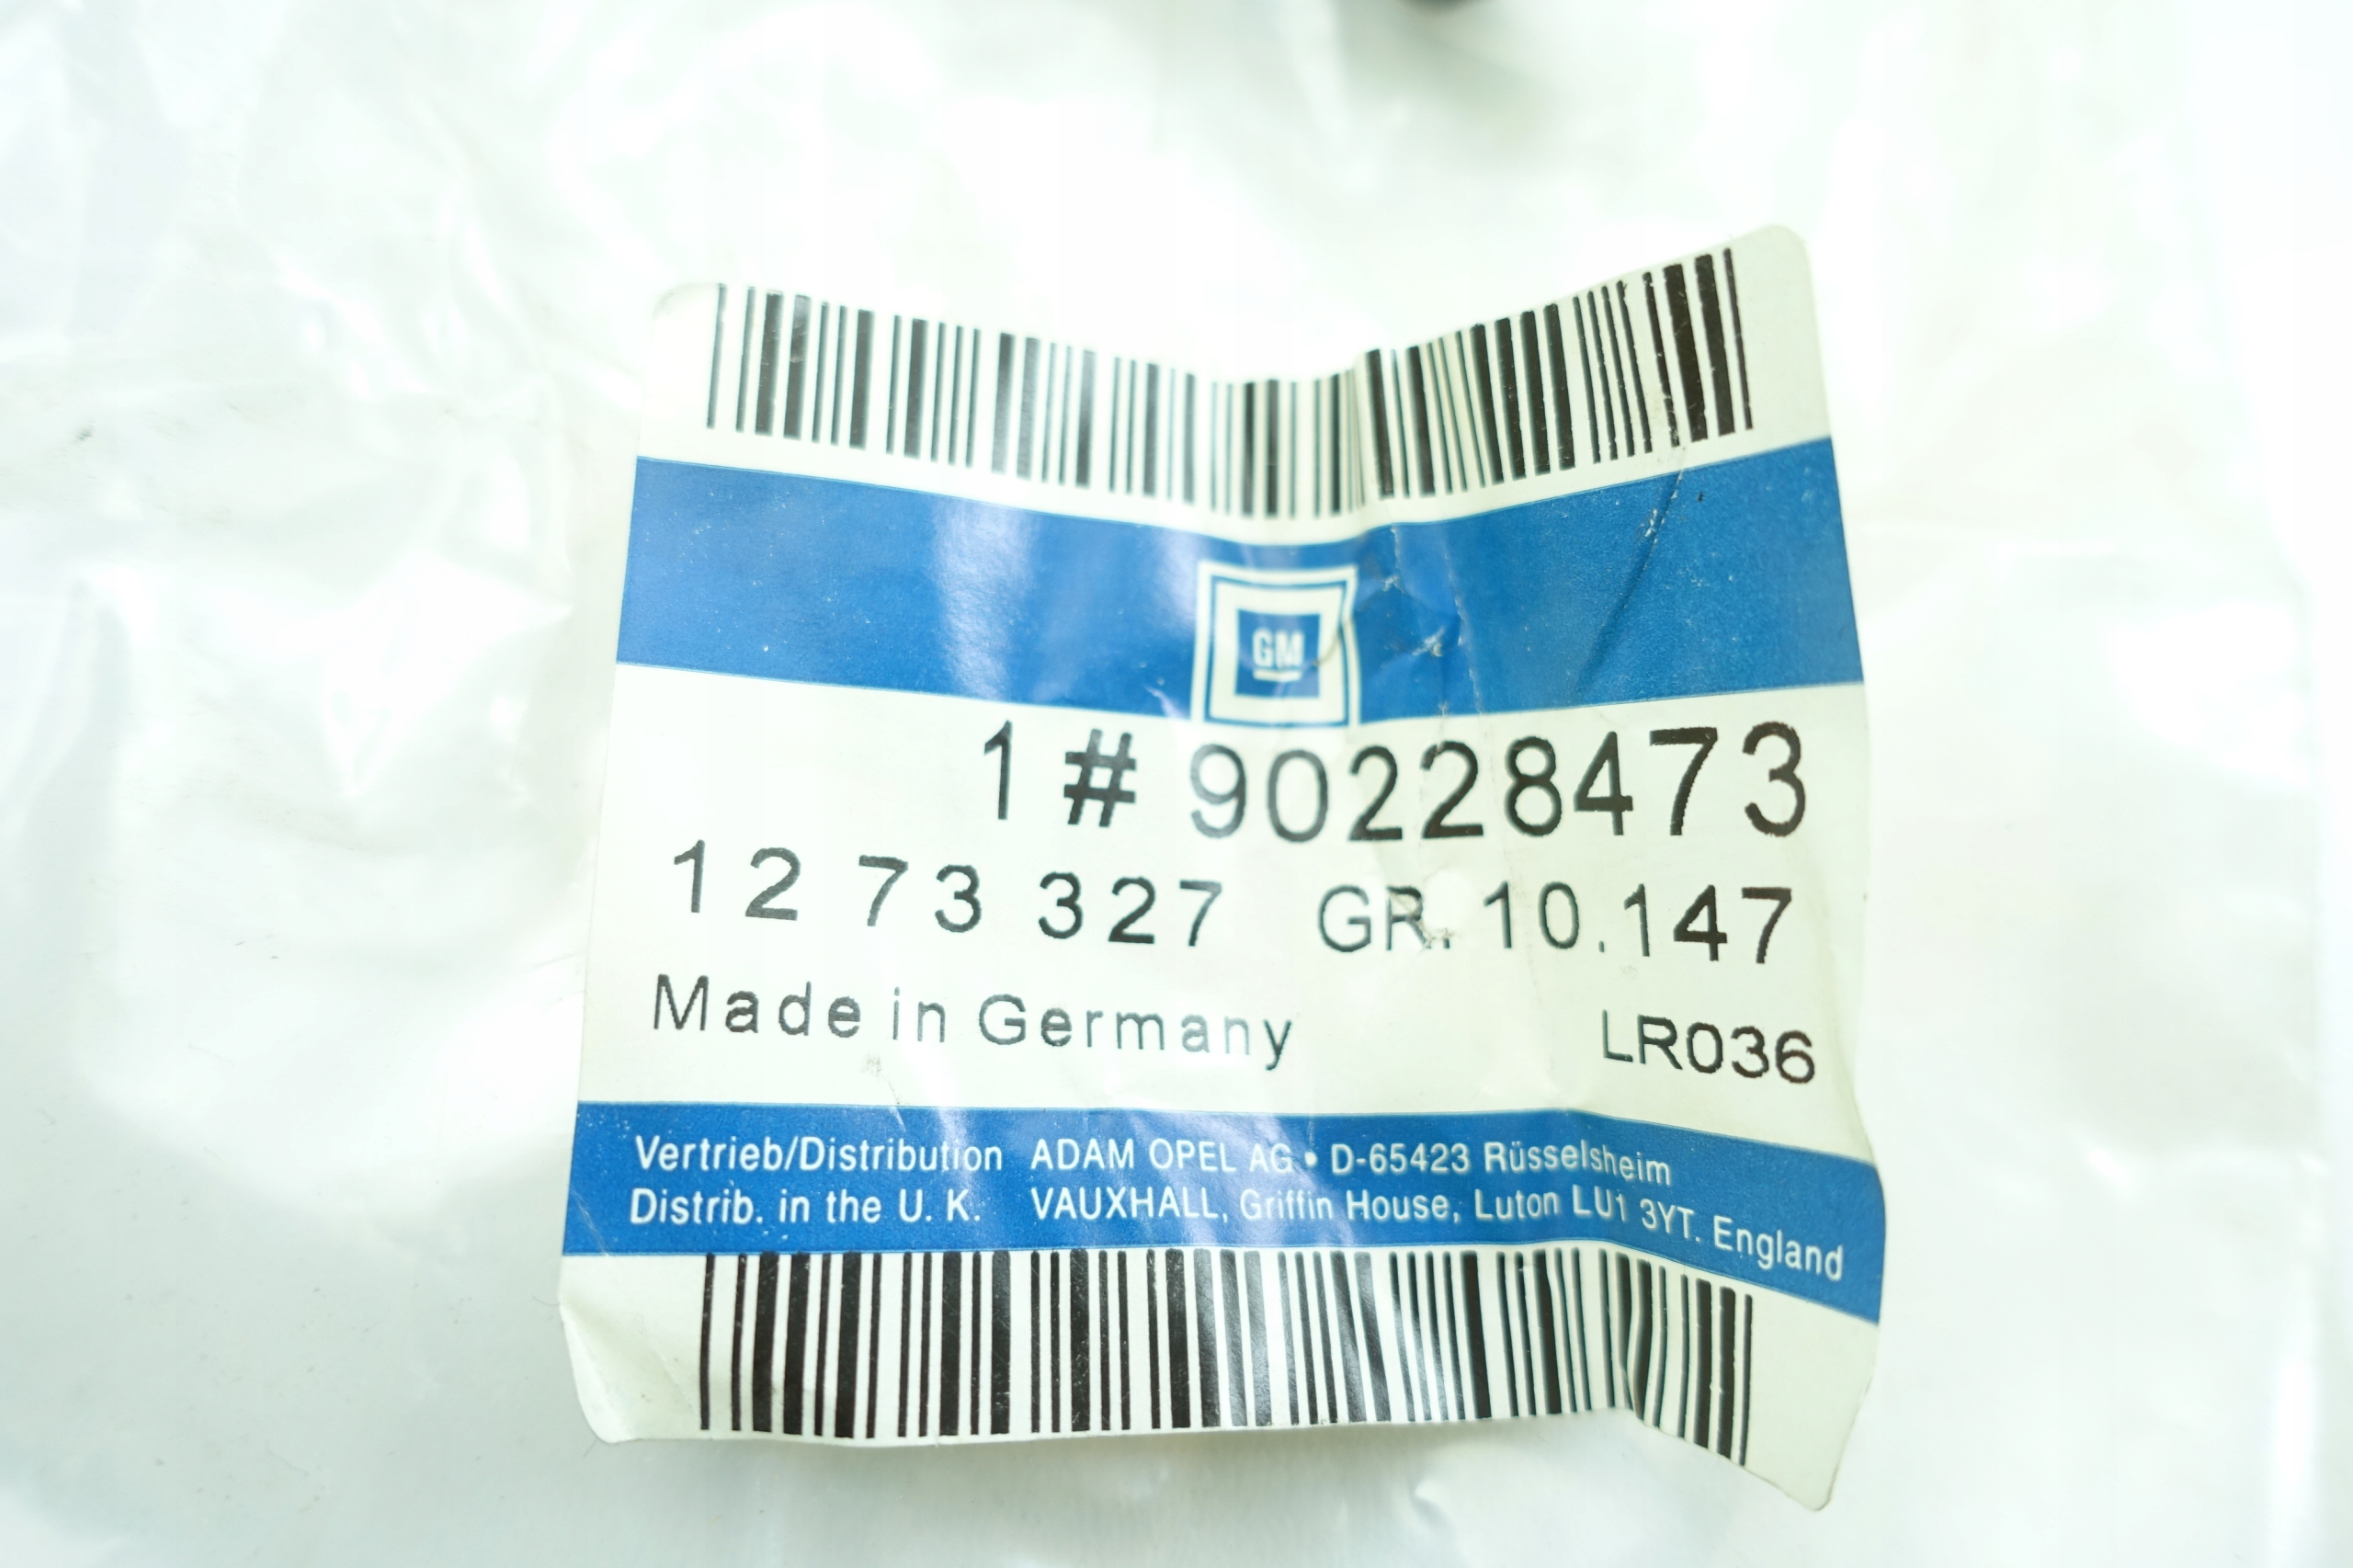 GM
1 # 90228473
12 73 327 GR. 10.147
Made in Germany LR036
Vertrieb/Distribution ADAM OPEL AG • D-65423 Rüsselsheim
Distrib. in the U. K. VAUXHALL, Griffin House, Luton LU1 3YT. England